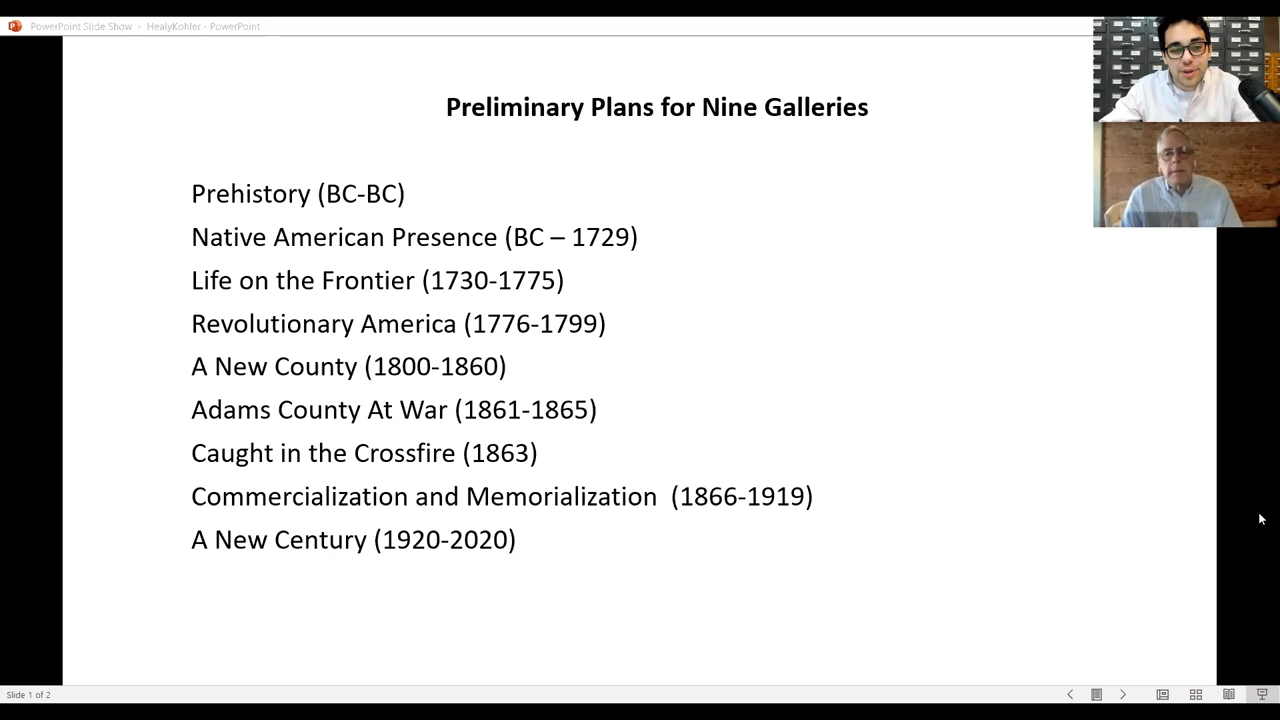 PowerPoint Slide Show - HealyKohler - PowerPoint
Preliminary Plans for Nine Galleries
Prehistory (BC-BC)
Native American Presence (BC – 1729)
Life on the Frontier (1730-1775)
Revolutionary America (1776-1799)
A New County (1800-1860)
Adams County At War (1861-1865)
Caught in the Crossfire (1863)
Commercialization and Memorialization (1866-1919)
A New Century (1920-2020)
Slide 1 of 2